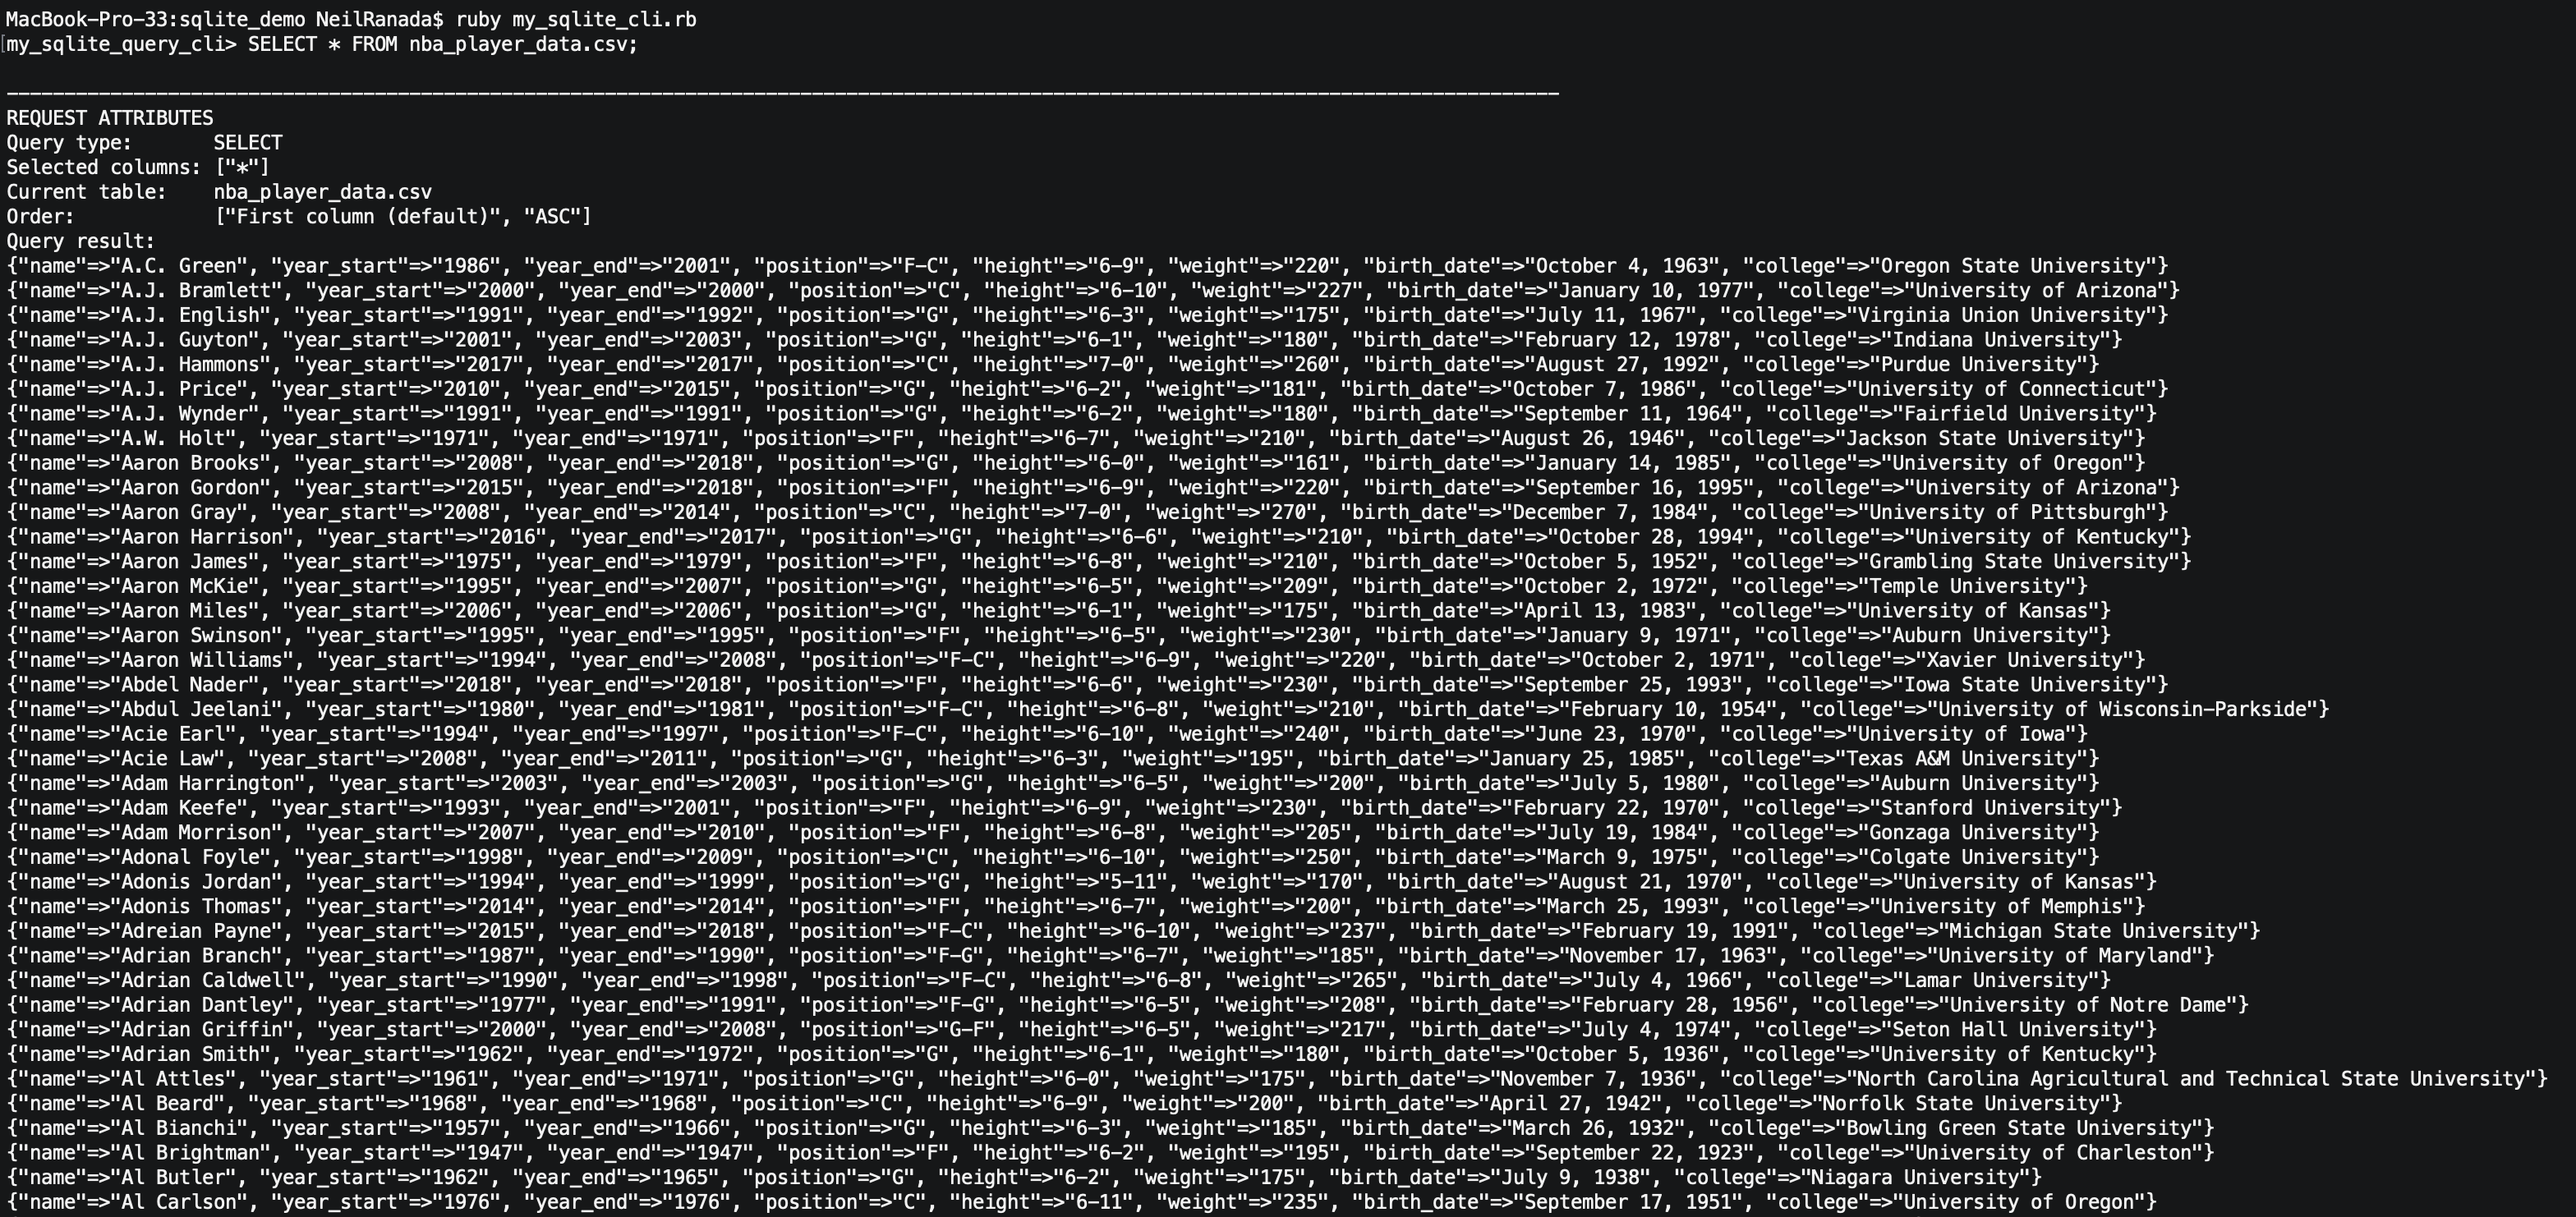 MacBook-Pro-33:sqlite_demo NeilRanada$ ruby my_sqlite_cli.rb
[my_sqlite_query_cli> SELECT * FROM nba_player_data.csv;
_______________________________________________________________________________________________________________________________________
REQUEST ATTRIBUTES
Query type:       SELECT
Selected columns: ["*"]
Current table:    nba_player_data.csv
Order:            ["First column (default)", "ASC"]
Query result:
{"name"=>"A.C. Green", "year_start"=>"1986", "year_end"=>"2001", "position"=>"F-C", "height"=>"6-9", "weight"=>"220", "birth_date"=>"October 4, 1963", "college"=>"Oregon State University"}
{"name"=>"A.J. Bramlett", "year_start"=>"2000", "year_end"=>"2000", "position"=>"C", "height"=>"6-10", "weight"=>"227", "birth_date"=>"January 10, 1977", "college"=>"University of Arizona"}
{"name"=>"A.J. English", "year_start"=>"1991", "year_end"=>"1992", "position"=>"G", "height"=>"6-3", "weight"=>"175", "birth_date"=>"July 11, 1967", "college"=>"Virginia Union University"}
{"name"=>"A.J. Guyton", "year_start"=>"2001", "year_end"=>"2003", "position"=>"G", "height"=>"6-1", "weight"=>"180", "birth_date"=>"February 12, 1978", "college"=>"Indiana University"}
{"name"=>"A.J. Hammons", "year_start"=>"2017", "year_end"=>"2017", "position"=>"C", "height"=>"7-0", "weight"=>"260", "birth_date"=>"August 27, 1992", "college"=>"Purdue University"}
{"name"=>"A.J. Price", "year_start"=>"2010", "year_end"=>"2015", "position"=>"G", "height"=>"6-2", "weight"=>"181", "birth_date"=>"October 7, 1986", "college"=>"University of Connecticut"}
{"name"=>"A.J. Wynder", "year_start"=>"1991", "year_end"=>"1991", "position"=>"G", "height"=>"6-2", "weight"=>"180", "birth_date"=>"September 11, 1964", "college"=>"Fairfield University"}
{"name"=>"A.W. Holt", "year_start"=>"1971", "year_end"=>"1971", "position"=>"F", "height"=>"6-7", "weight"=>"210", "birth_date"=>"August 26, 1946", "college"=>"Jackson State University"}
{"name"=>"Aaron Brooks", "year_start"=>"2008", "year_end"=>"2018", "position"=>"G", "height"=>"6-0", "weight"=>"161", "birth_date"=>"January 14, 1985", "college"=>"University of Oregon"}
{"name"=>"Aaron Gordon", "year_start"=>"2015", "year_end"=>"2018", "position"=>"F", "height"=>"6-9", "weight"=>"220", "birth_date"=>"September 16, 1995", "college"=>"University of Arizona"}
{"name"=>"Aaron Gray", "year_start"=>"2008", "year_end"=>"2014", "position"=>"C", "height"=>"7-0", "weight"=>"270", "birth_date"=>"December 7, 1984", "college"=>"University of Pittsburgh"}
{"name"=>"Aaron Harrison", "year_start"=>"2016", "year_end"=>"2017", "position"=>"G", "height"=>"6-6", "weight"=>"210", "birth_date"=>"October 28, 1994", "college"=>"University of Kentucky"}
{"name"=>"Aaron James", "year_start"=>"1975", "year_end"=>"1979", "position"=>"F", "height"=>"6-8", "weight"=>"210", "birth_date"=>"October 5, 1952", "college"=>"Grambling State University"}
{"name"=>"Aaron McKie", "year_start"=>"1995", "year_end"=>"2007", "position"=>"G", "height"=>"6-5", "weight"=>"209", "birth_date"=>"October 2, 1972", "college"=>"Temple University"}
{"name"=>"Aaron Miles", "year_start"=>"2006", "year_end"=>"2006", "position"=>"G", "height"=>"6-1", "weight"=>"175", "birth_date"=>"April 13, 1983", "college"=>"University of Kansas"}
{"name"=>"Aaron Swinson", "year_start"=>"1995", "year_end"=>"1995", "position"=>"F", "height"=>"6-5", "weight"=>"230", "birth_date"=>"January 9, 1971", "college"=>"Auburn University"}
{"name"=>"Aaron Williams", "year_start"=>"1994", "year_end"=>"2008", "position"=>"F-C", "height"=>"6-9", "weight"=>"220", "birth_date"=>"October 2, 1971", "college"=>"Xavier University"}
{"name"=>"Abdel Nader", "year_start"=>"2018", "year_end"=>"2018", "position"=>"F", "height"=>"6-6", "weight"=>"230", "birth_date"=>"September 25, 1993", "college"=>"Iowa State University"}
{"name"=>"Abdul Jeelani", "year_start"=>"1980", "year_end"=>"1981", "position"=>"F-C", "height"=>"6-8", "weight"=>"210", "birth_date"=>"February 10, 1954", "college"=>"University of Wisconsin-Parkside"}
{"name"=>"Acie Earl", "year_start"=>"1994", "year_end"=>"1997", "position"=>"F-C", "height"=>"6-10", "weight"=>"240", "birth_date"=>"June 23, 1970", "college"=>"University of Iowa"}
{"name"=>"Acie Law", "year_start"=>"2008", "year_end"=>"2011", "position"=>"G", "height"=>"6-3", "weight"=>"195", "birth_date"=>"January 25, 1985", "college"=>"Texas A&M University"}
{"name"=>"Adam Harrington", "year_start"=>"2003", "year_end"=>"2003", "position"=>"G", "height"=>"6-5", "weight"=>"200", "birth_date"=>"July 5, 1980", "college"=>"Auburn University"}
{"name"=>"Adam Keefe", "year_start"=>"1993", "year_end"=>"2001", "position"=>"F", "height"=>"6-9", "weight"=>"230", "birth_date"=>"February 22, 1970", "college"=>"Stanford University"}
{"name"=>"Adam Morrison", "year_start"=>"2007", "year_end"=>"2010", "position"=>"F", "height"=>"6-8", "weight"=>"205", "birth_date"=>"July 19, 1984", "college"=>"Gonzaga University"}
{"name"=>"Adonal Foyle", "year_start"=>"1998", "year_end"=>"2009", "position"=>"C", "height"=>"6-10", "weight"=>"250", "birth_date"=>"March 9, 1975", "college"=>"Colgate University"}
{"name"=>"Adonis Jordan", "year_start"=>"1994", "year_end"=>"1999", "position"=>"G", "height"=>"5-11", "weight"=>"170", "birth_date"=>"August 21, 1970", "college"=>"University of Kansas"}
{"name"=>"Adonis Thomas", "year_start"=>"2014", "year_end"=>"2014", "position"=>"F", "height"=>"6-7", "weight"=>"200", "birth_date"=>"March 25, 1993", "college"=>"University of Memphis"}
{"name"=>"Adreian Payne", "year_start"=>"2015", "year_end"=>"2018", "position"=>"F-C", "height"=>"6-10", "weight"=>"237", "birth_date"=>"February 19, 1991", "college"=>"Michigan State University"}
{"name"=>"Adrian Branch", "year_start"=>"1987", "year_end"=>"1990", "position"=>"F-G", "height"=>"6-7", "weight"=>"185", "birth_date"=>"November 17, 1963", "college"=>"University of Maryland"}
{"name"=>"Adrian Caldwell", "year_start"=>"1990", "year_end"=>"1998", "position"=>"F-C", "height"=>"6-8", "weight"=>"265", "birth_date"=>"July 4, 1966", "college"=>"Lamar University"}
{"name"=>"Adrian Dantley", "year_start"=>"1977", "year_end"=>"1991", "position"=>"F-G", "height"=>"6-5", "weight"=>"208", "birth_date"=>"February 28, 1956", "college"=>"University of Notre Dame"}
{"name"=>"Adrian Griffin", "year_start"=>"2000", "year_end"=>"2008", "position"=>"G-F", "height"=>"6-5", "weight"=>"217", "birth_date"=>"July 4, 1974", "college"=>"Seton Hall University"}
{"name"=>"Adrian Smith", "year_start"=>"1962", "year_end"=>"1972", "position"=>"G", "height"=>"6-1", "weight"=>"180", "birth_date"=>"October 5, 1936", "college"=>"University of Kentucky"}
{"name"=>"Al Attles", "year_start"=>"1961", "year_end"=>"1971", "position"=>"G", "height"=>"6-0", "weight"=>"175", "birth_date"=>"November 7, 1936", "college"=>"North Carolina Agricultural and Technical State University"}
{"name"=>"Al Beard", "year_start"=>"1968", "year_end"=>"1968", "position"=>"C", "height"=>"6-9", "weight"=>"200", "birth_date"=>"April 27, 1942", "college"=>"Norfolk State University"}
{"name"=>"Al Bianchi", "year_start"=>"1957", "year_end"=>"1966", "position"=>"G", "height"=>"6-3", "weight"=>"185", "birth_date"=>"March 26, 1932", "college"=>"Bowling Green State University"}
{"name"=>"Al Brightman", "year_start"=>"1947", "year_end"=>"1947", "position"=>"F", "height"=>"6-2", "weight"=>"195", "birth_date"=>"September 22, 1923", "college"=>"University of Charleston"}
{"name"=>"Al Butler", "year_start"=>"1962", "year_end"=>"1965", "position"=>"G", "height"=>"6-2", "weight"=>"175", "birth_date"=>"July 9, 1938", "college"=>"Niagara University"}
{"name"=>"Al Carlson", "year_start"=>"1976", "year_end"=>"1976", "position"=>"C", "height"=>"6-11", "weight"=>"235", "birth_date"=>"September 17, 1951", "college"=>"University of Oregon"}